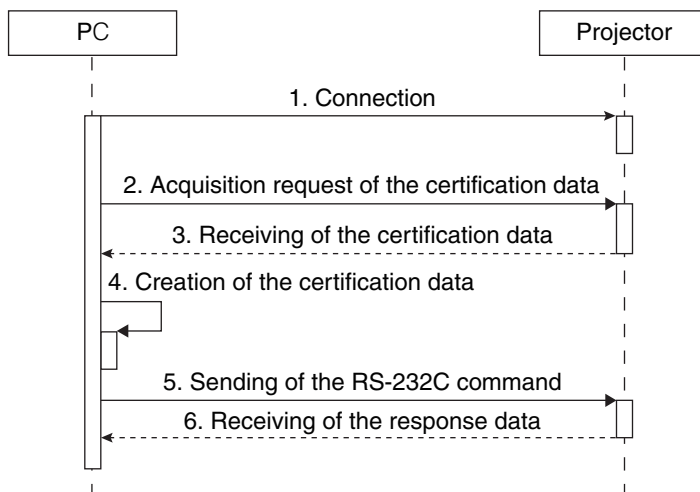 PC
Projector
1. Connection
2. Acquisition request of the certification data
3. Receiving of the certification data
4. Creation of the certification data
5. Sending of the RS-232C command
6. Receiving of the response data